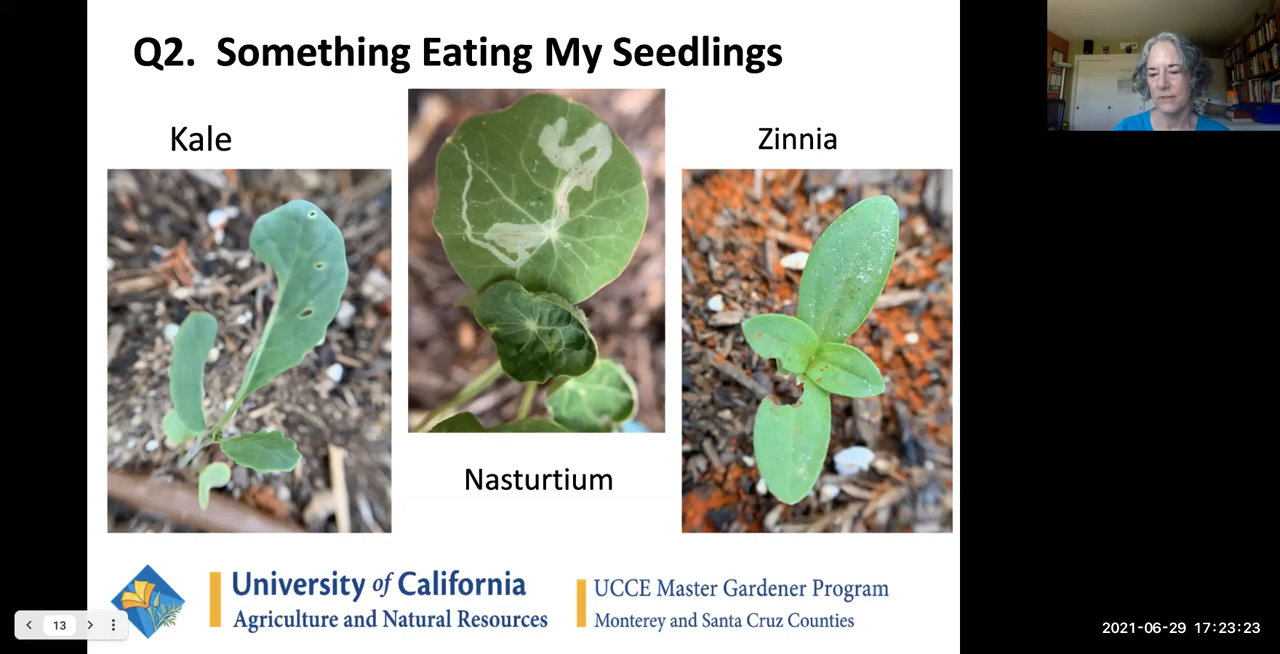 Q2. Something Eating My Seedlings
Kale
Zinnia
Nasturtium
University of California
Agriculture and Natural Resources
UCCE Master Gardener Program
Monterey and Santa Cruz Counties
13
2021-06-29 17:23:23